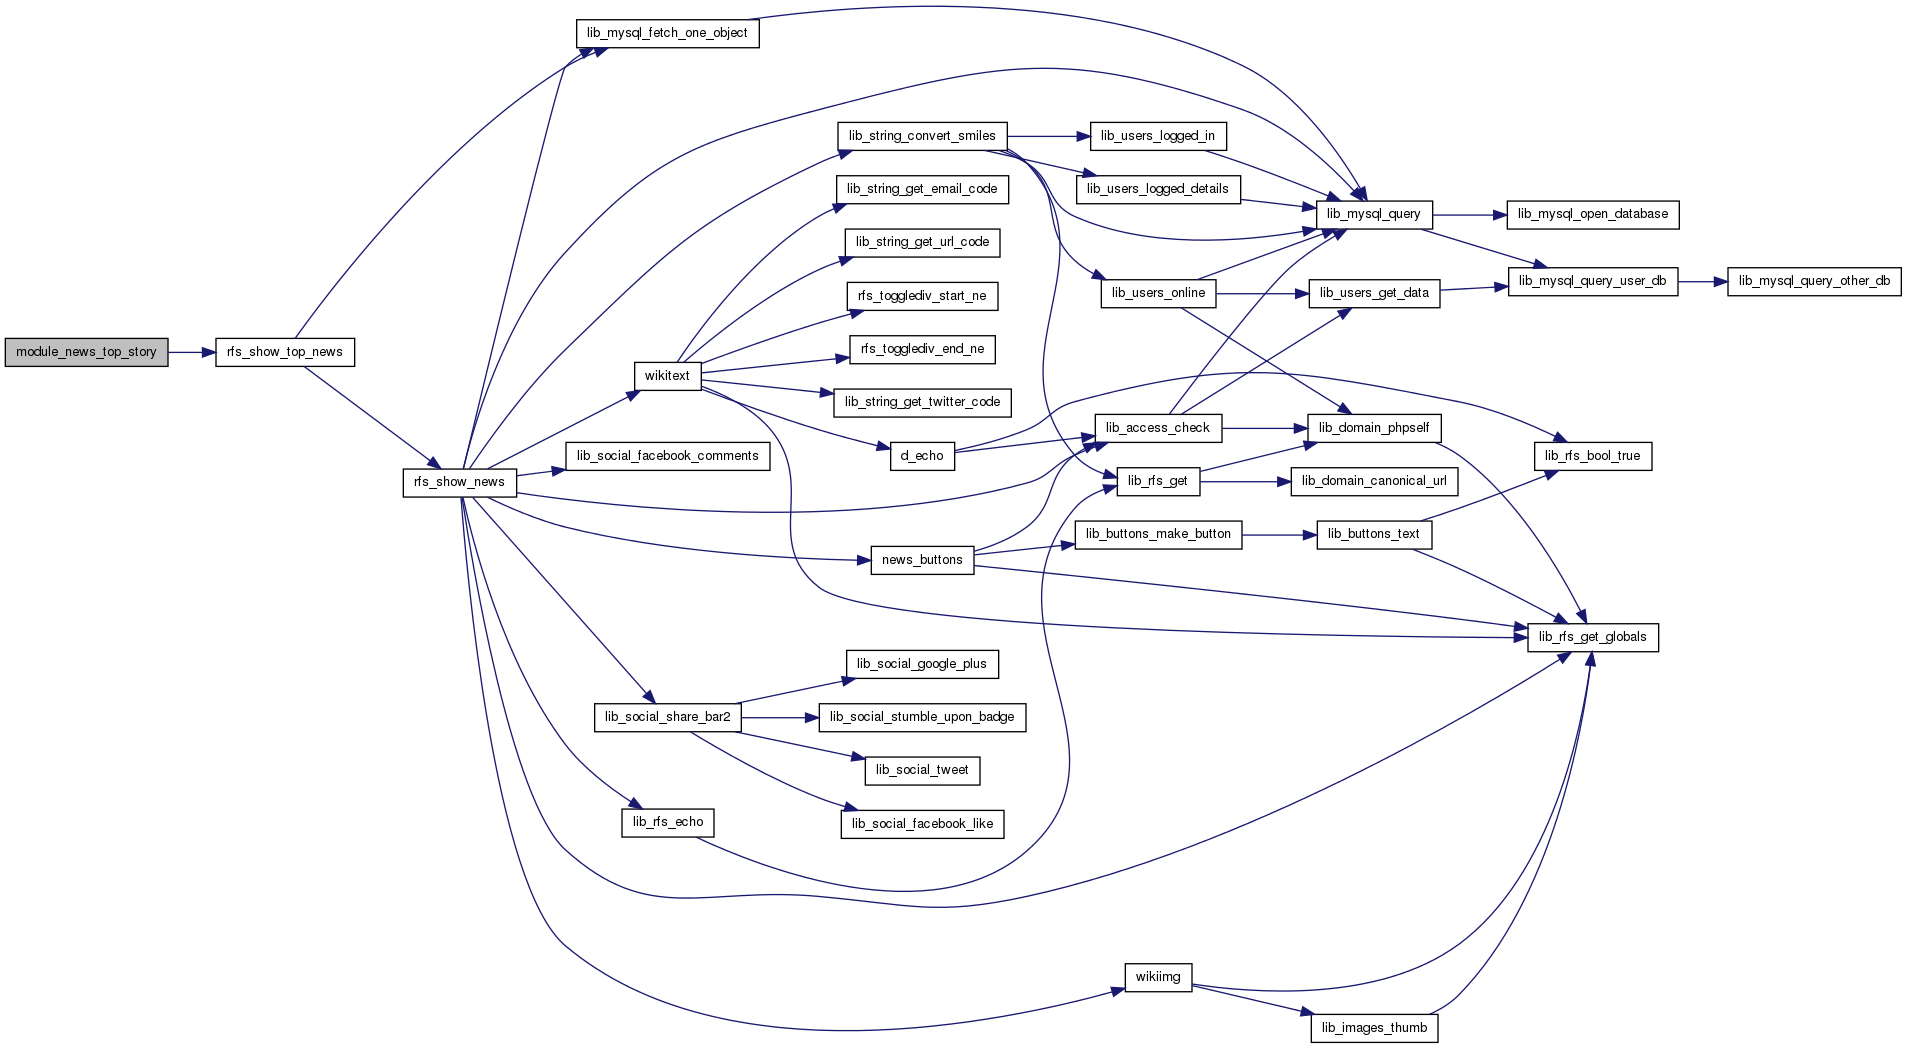 lib_mysql_fetch_one_object
lib_string_convert_smiles
lib_users_logged_in
lib_string_get_email_code
lib_users_logged_details
lib_mysql_query
lib_mysql_open_database
lib_string_get_url_code
lib_mysql_query_user_db
lib_mysql_query_other_db
rfs_togglediv_start_ne
lib_users_online
lib_users_get_data
module_news_top_story
rfs_show_top_news
rfs_togglediv_end_ne
wikitext
lib_string_get_twitter_code
lib_access_check
lib_domain_phpself
lib_social_facebook_comments
d_echo
lib_rfs_bool_true
rfs_show_news
lib_rfs_get
lib_domain_canonical_url
lib_buttons_make_button
lib_buttons_text
news_buttons
lib_rfs_get_globals
lib_social_google_plus
lib_social_share_bar2
lib_social_stumble_upon_badge
lib_social_tweet
lib_rfs_echo
lib_social_facebook_like
wikiimg
lib_images_thumb